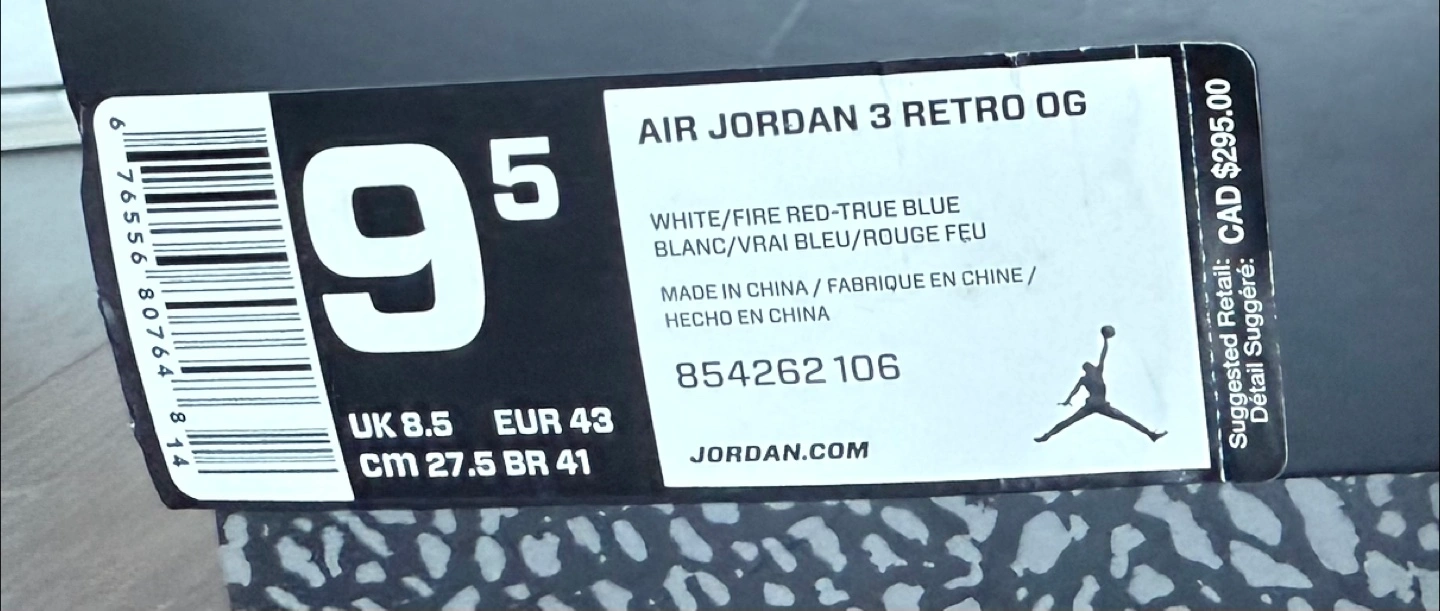 6 76556 80764 8 14
9 5
UK 8.5 EUR 43
cm 27.5 BR 41
AIR JORDAN 3 RETRO OG
WHITE/FIRE RED-TRUE BLUE
BLANC/VRAI BLEU/ROUGE FEU
MADE IN CHINA / FABRIQUE EN CHINE /
HECHO EN CHINA
854262 106
JORDAN.COM
Suggested Retail: CAD $295.00
Détail Suggéré: